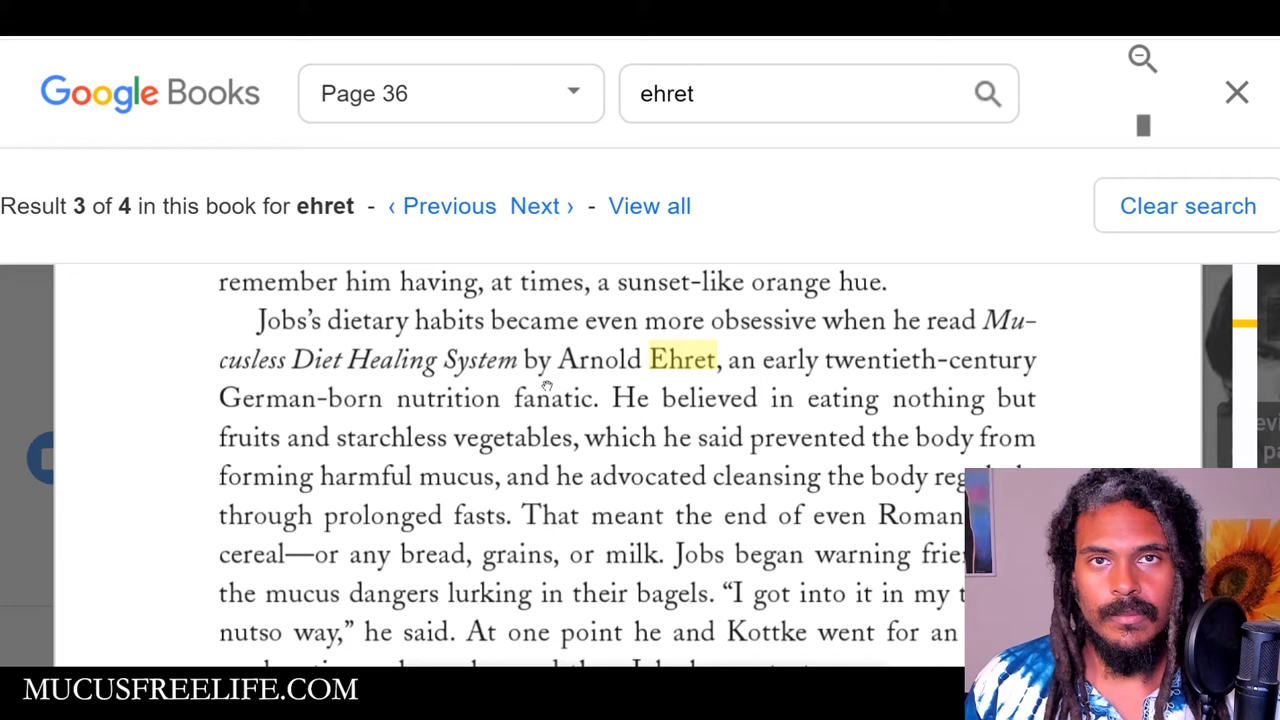 Google Books
Page 36
ehret
Result 3 of 4 in this book for ehret - ‹ Previous Next › - View all
Clear search
remember him having, at times, a sunset-like orange hue.
Jobs's dietary habits became even more obsessive when he read Mu-
cusless Diet Healing System by Arnold Ehret, an early twentieth-century
German-born nutrition fanatic. He believed in eating nothing but
fruits and starchless vegetables, which he said prevented the body from
forming harmful mucus, and he advocated cleansing the body
through prolonged fasts. That meant the end of even Roman
cereal—or any bread, grains, or milk. Jobs began warning
the mucus dangers lurking in their bagels. “I got into it in my
nutso way,” he said. At one point he and Kottke went for an
MUCUSFREELIFE.COM